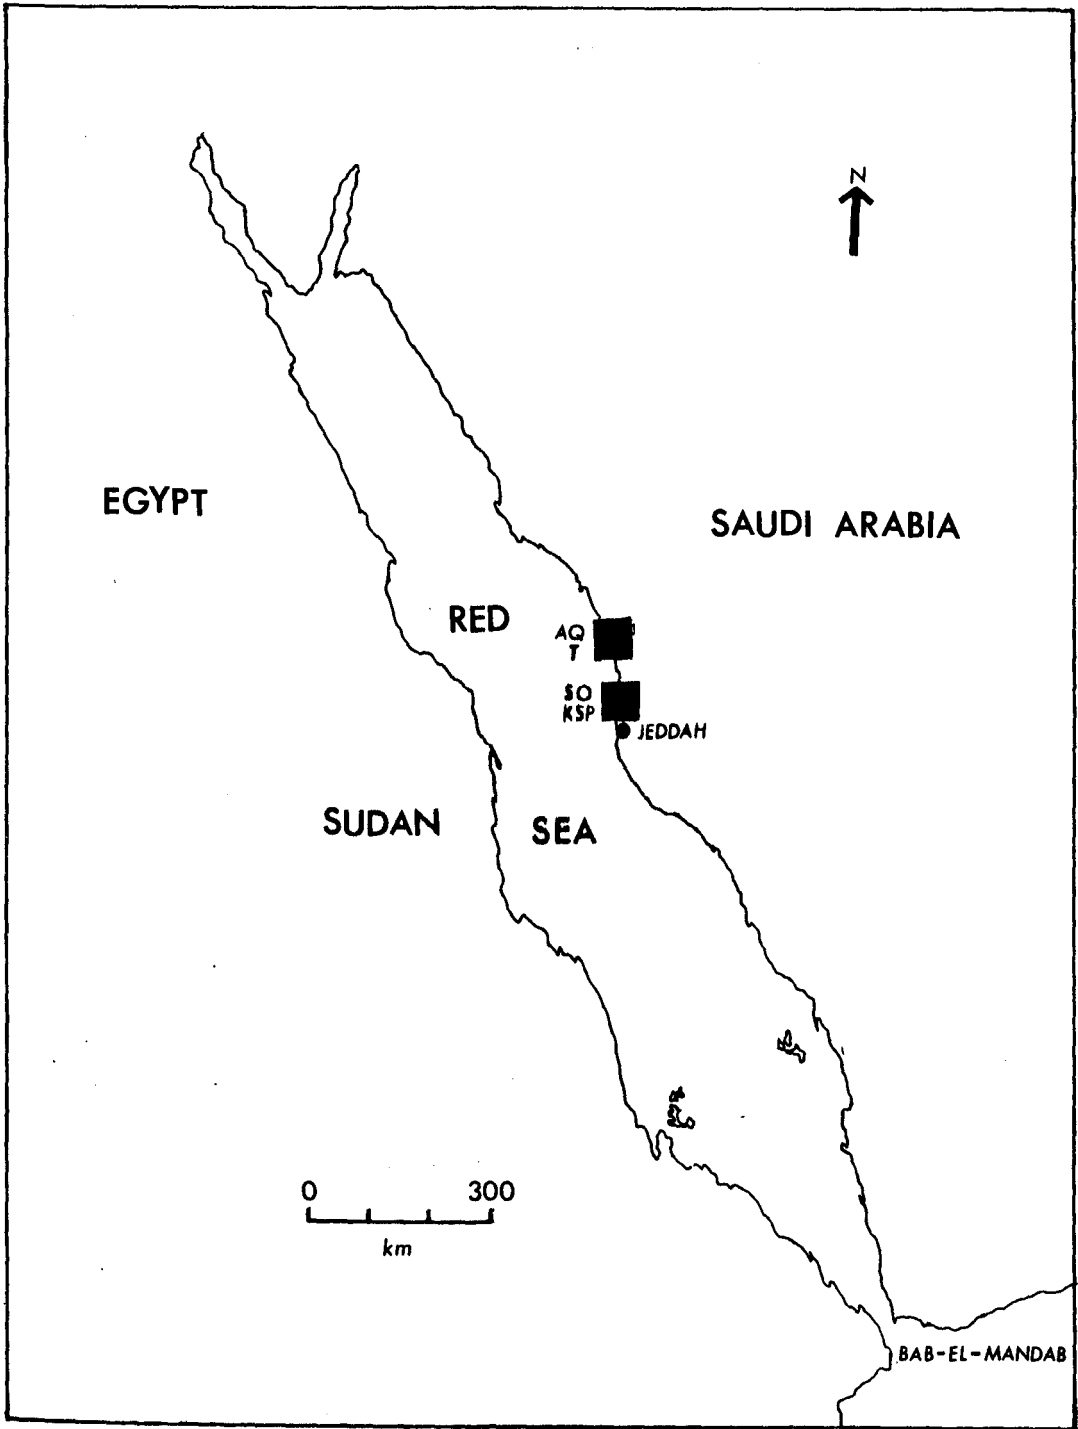 N
EGYPT
SAUDI ARABIA
RED
AQ
T
SO
KSP
JEDDAH
SUDAN
SEA
0 300
km
BAB-EL-MANDAB